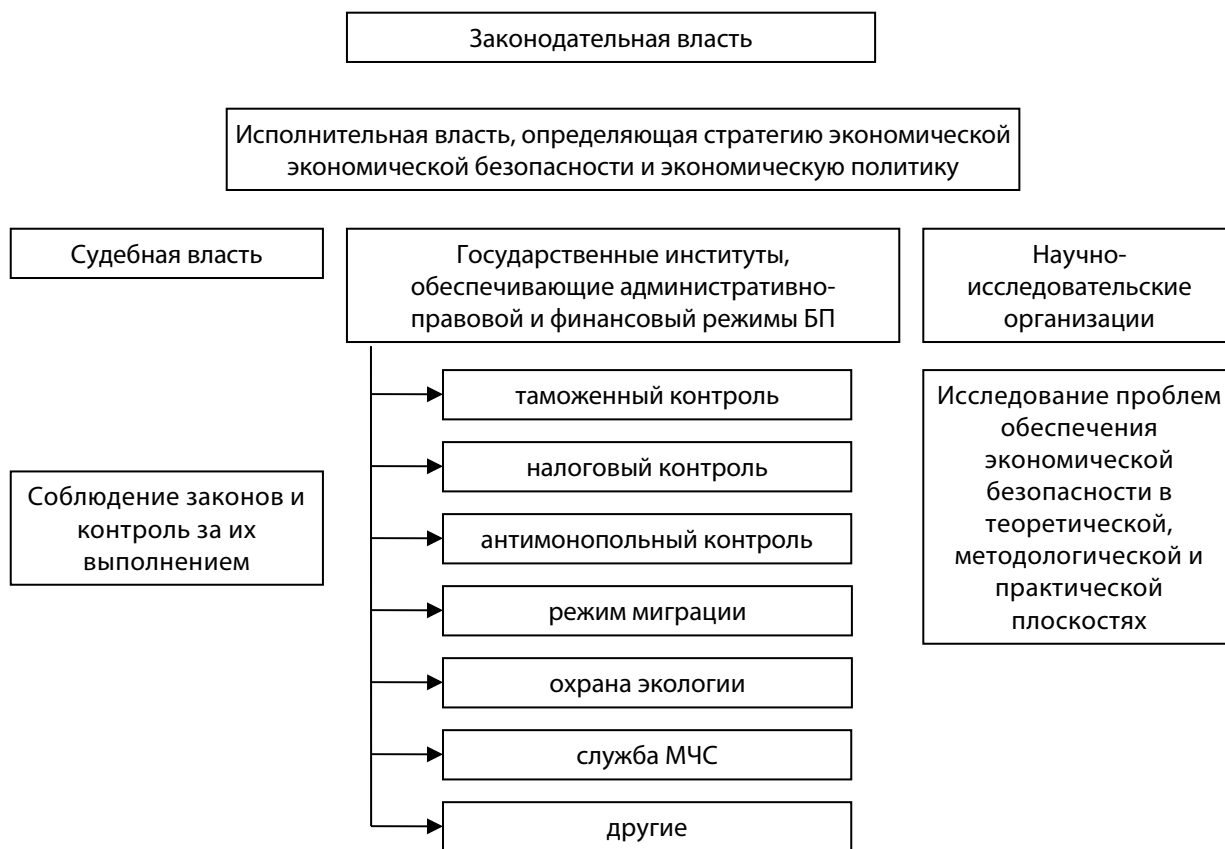 Законодательная власть
Исполнительная власть, определяющая стратегию экономической
экономической безопасности и экономическую политику
Судебная власть
Государственные институты,
обеспечивающие административно-
правовой и финансовый режимы БП
Научно-
исследовательские
организации
таможенный контроль
налоговый контроль
антимонопольный контроль
режим миграции
охрана экологии
служба МЧС
другие
Соблюдение законов и
контроль за их
выполнением
Исследование проблем
обеспечения
экономической
безопасности в
теоретической,
методологической и
практической
плоскостях